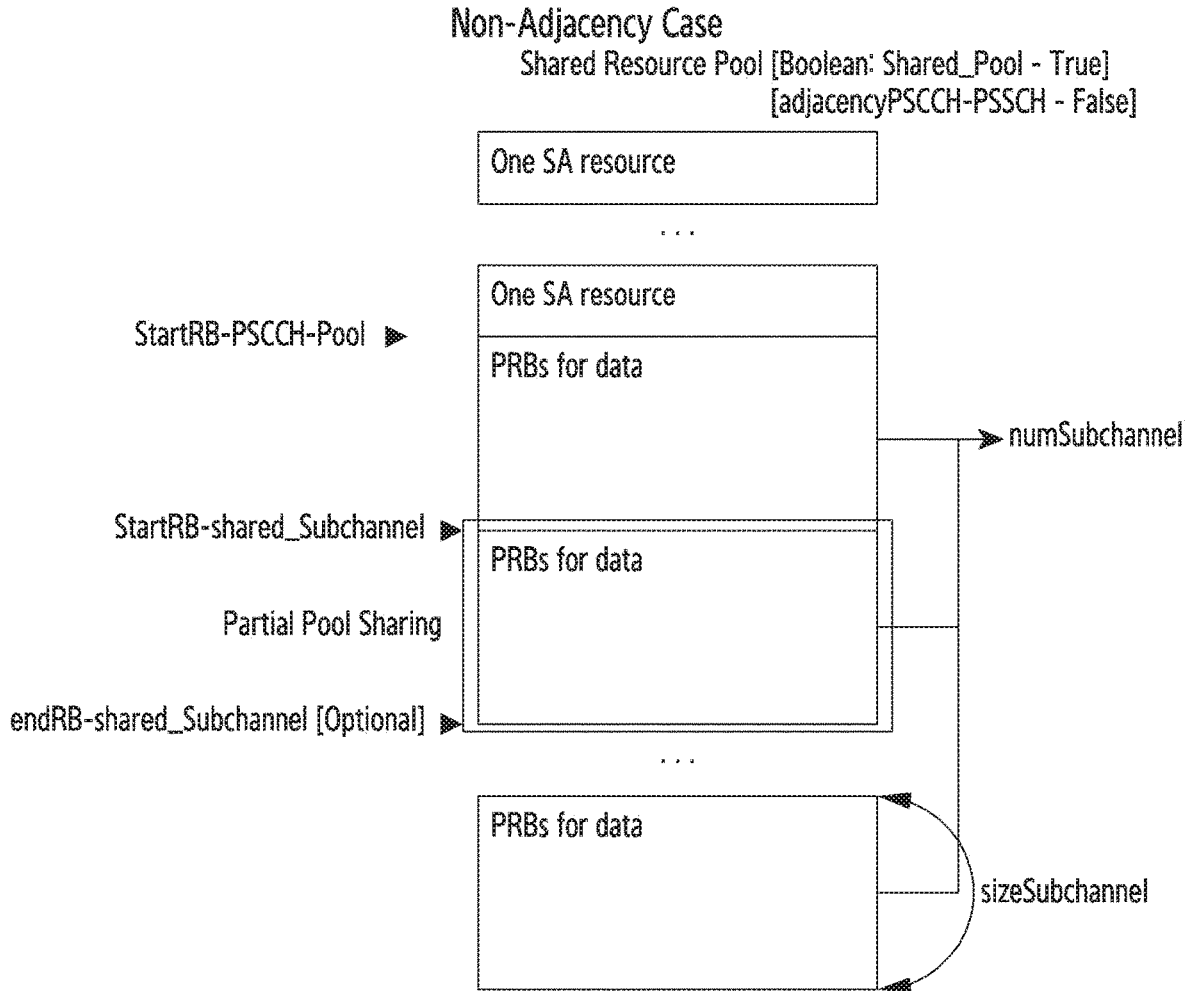 Non-Adjacency Case
Shared Resource Pool [Boolean: Shared_Pool - True]
[adjacencyPSCCH-PSSCH - False]
One SA resource
...
One SA resource
StartRB-PSCCH-Pool
PRBs for data
numSubchannel
StartRB-shared_Subchannel
PRBs for data
Partial Pool Sharing
endRB-shared_Subchannel [Optional]
...
PRBs for data
sizeSubchannel